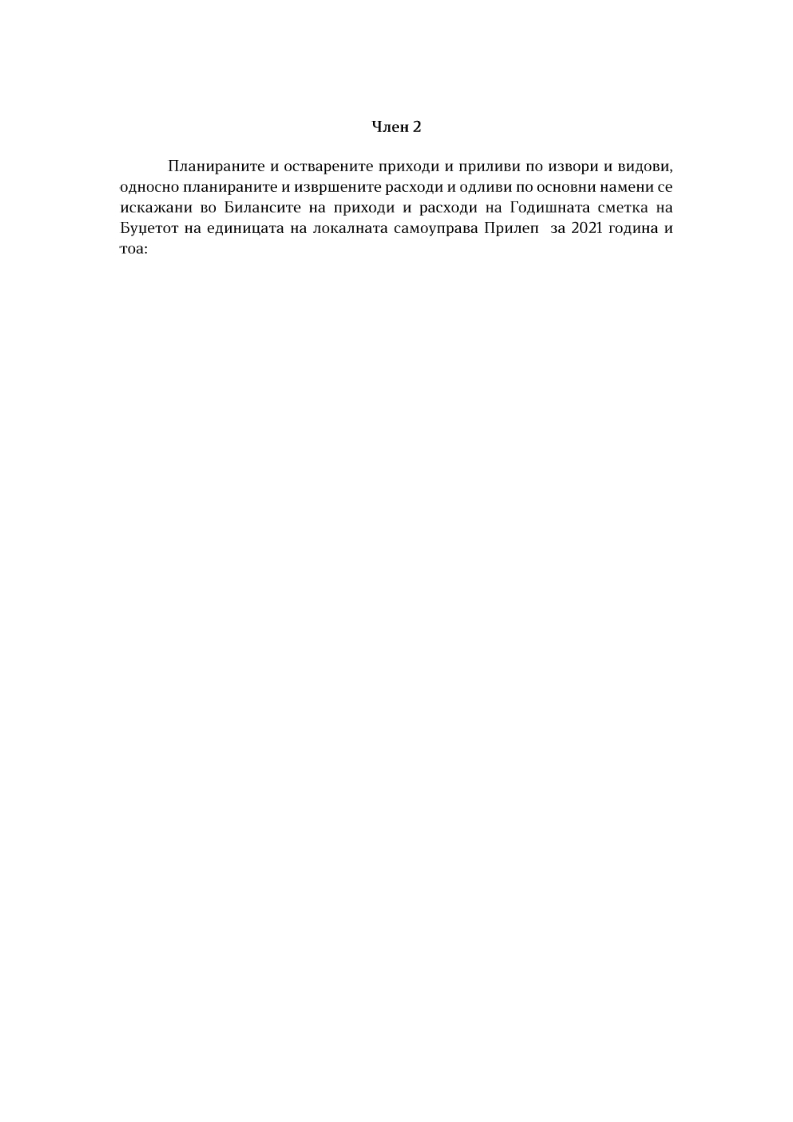 Член 2
Планираните и остварените приходи и приливи по извори и видови,
односно планираните и извршените расходи и одливи по основни намени се
искажани во Билансите на приходи и расходи на Годишната сметка на
Буџетот на единицата на локалната самоуправа Прилеп за 2021 година и
тоа: